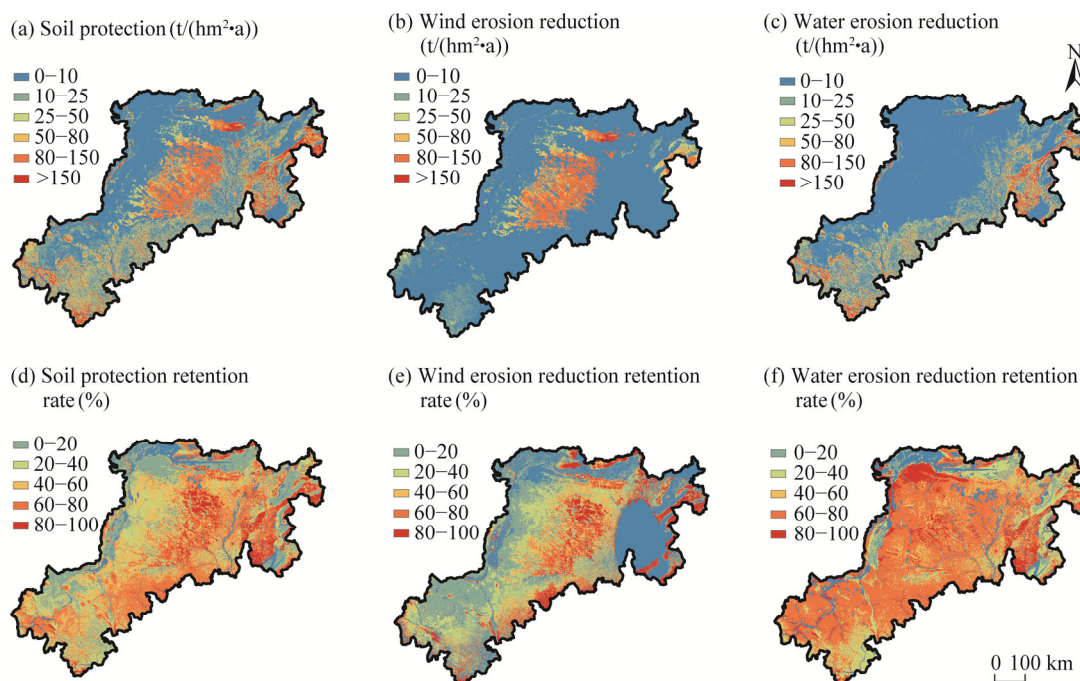 (a) Soil protection (t/(hm²•a))
0−10
10−25
25−50
50−80
80−150
>150
(b) Wind erosion reduction
(t/(hm²•a))
0−10
10−25
25−50
50−80
80−150
>150
(c) Water erosion reduction
(t/(hm²•a))
0−10
10−25
25−50
50−80
80−150
>150
N
(d) Soil protection retention
rate (%)
0−20
20−40
40−60
60−80
80−100
(e) Wind erosion reduction retention
rate (%)
0−20
20−40
40−60
60−80
80−100
(f) Water erosion reduction retention
rate (%)
0−20
20−40
40−60
60−80
80−100
0 100 km